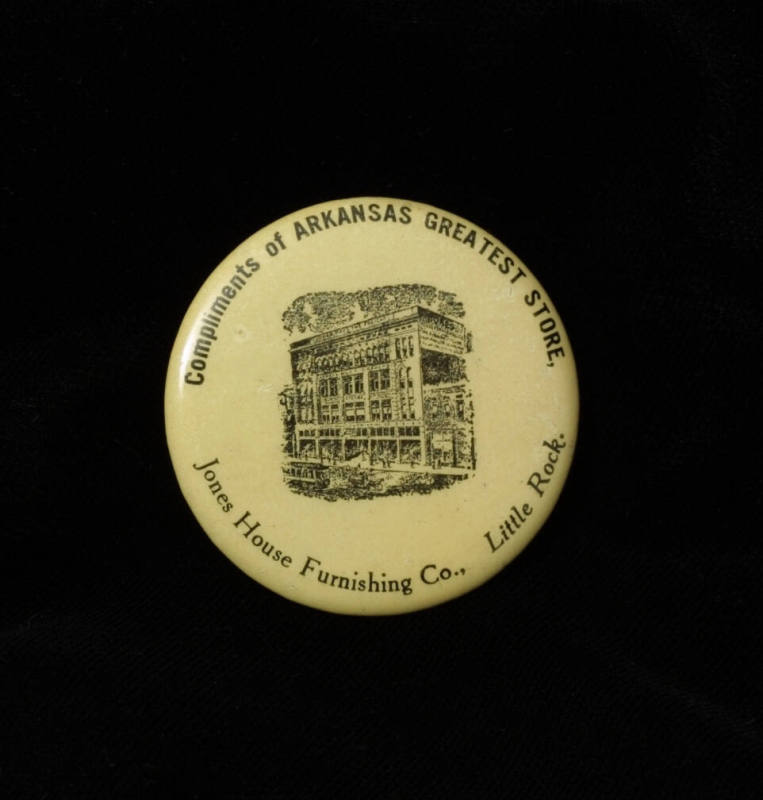 Compliments of ARKANSAS GREATEST STORE,
Jones House Furnishing Co., Little Rock.